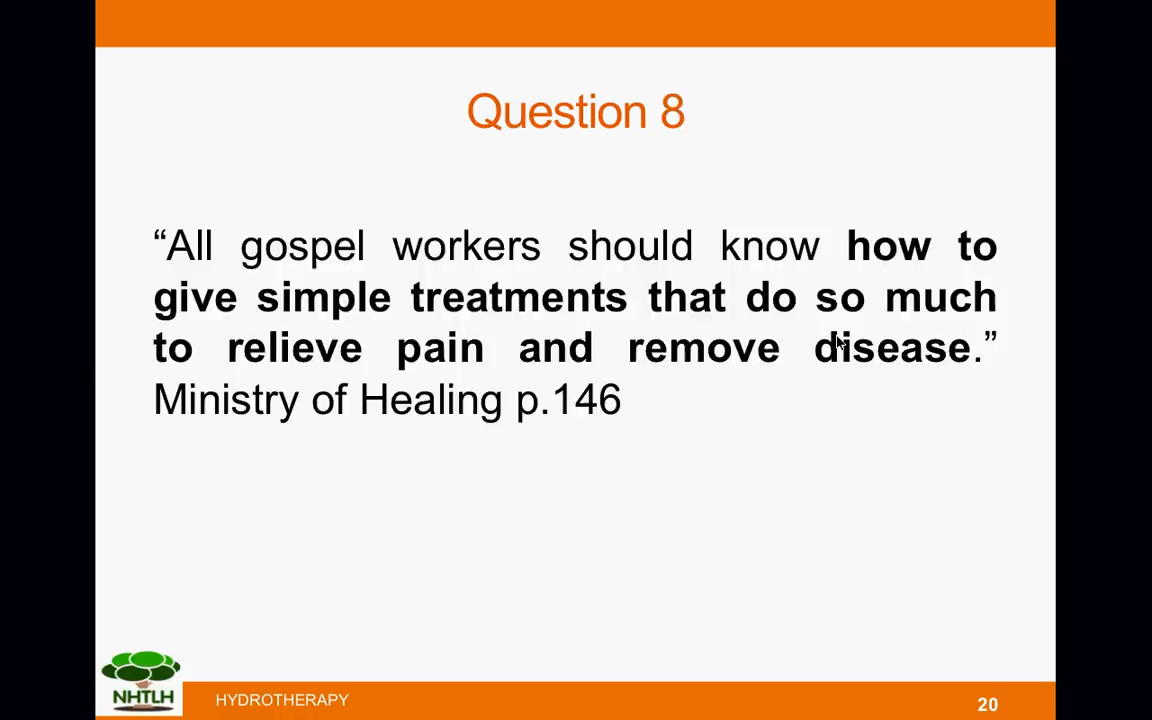 Question 8
“All gospel workers should know how to
give simple treatments that do so much
to relieve pain and remove disease.”
Ministry of Healing p.146
NHTLH
HYDROTHERAPY
20